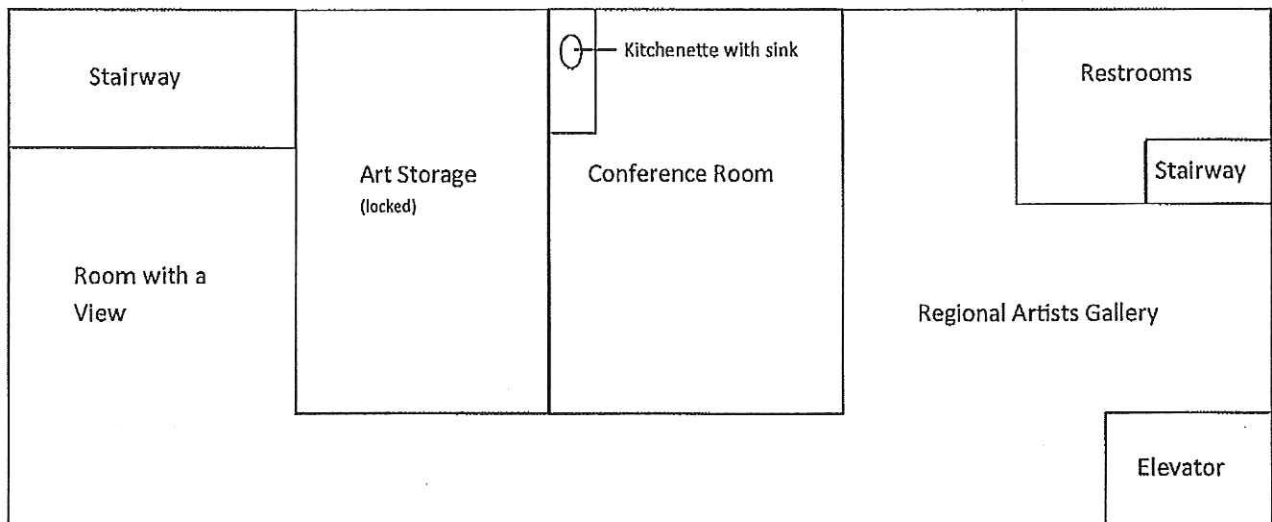 Stairway
Kitchenette with sink
Restrooms
Art Storage
(locked)
Conference Room
Stairway
Room with a
View
Regional Artists Gallery
Elevator